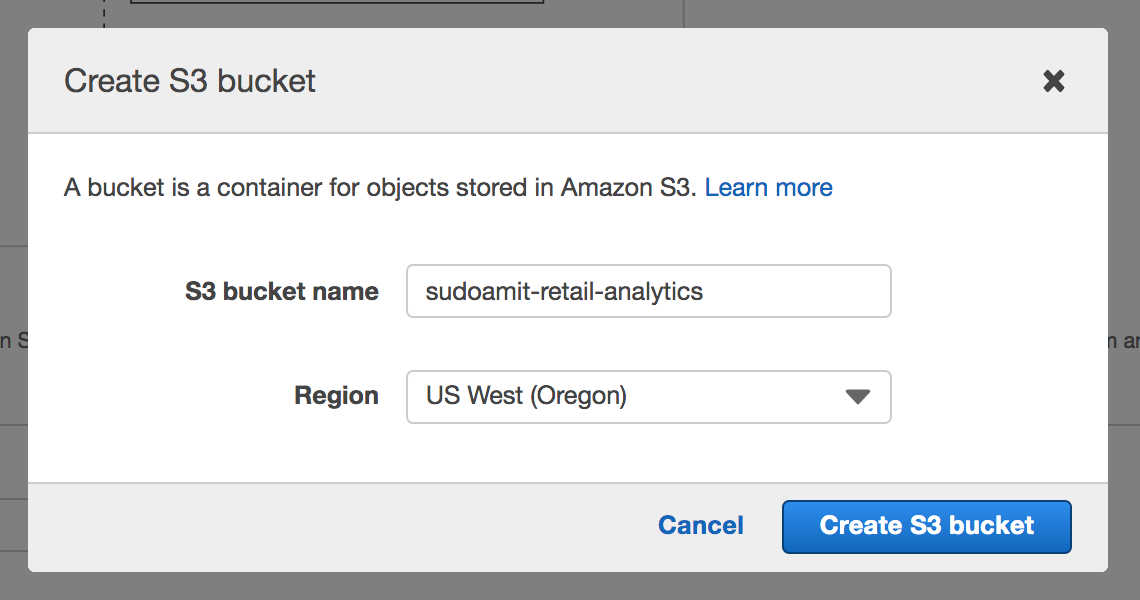 Create S3 bucket
A bucket is a container for objects stored in Amazon S3. Learn more
S3 bucket name
sudoamit-retail-analytics
Region
US West (Oregon)
Cancel
Create S3 bucket